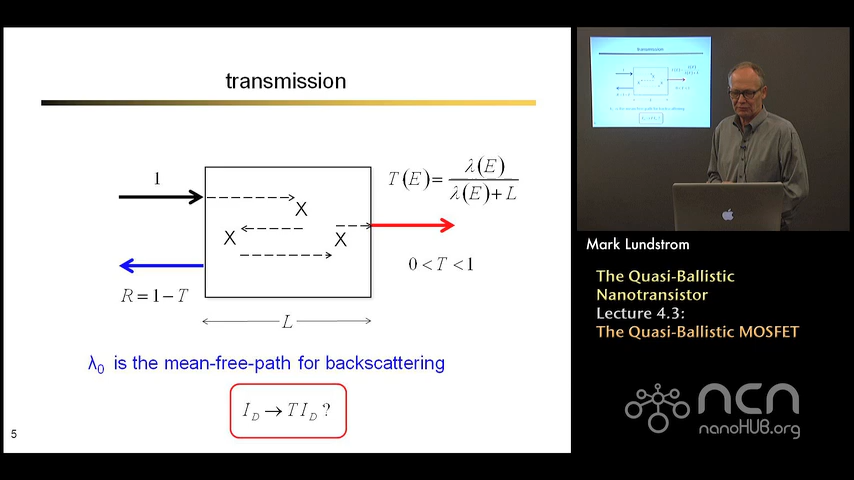 transmission
1
T(E) = λ(E) / (λ(E) + L)
X
X
X
0 < T < 1
R = 1 − T
L
λ₀ is the mean-free-path for backscattering
I_D → T I_D ?
5
Mark Lundstrom
The Quasi-Ballistic
Nanotransistor
Lecture 4.3:
The Quasi-Ballistic MOSFET
ncn
nanoHUB.org